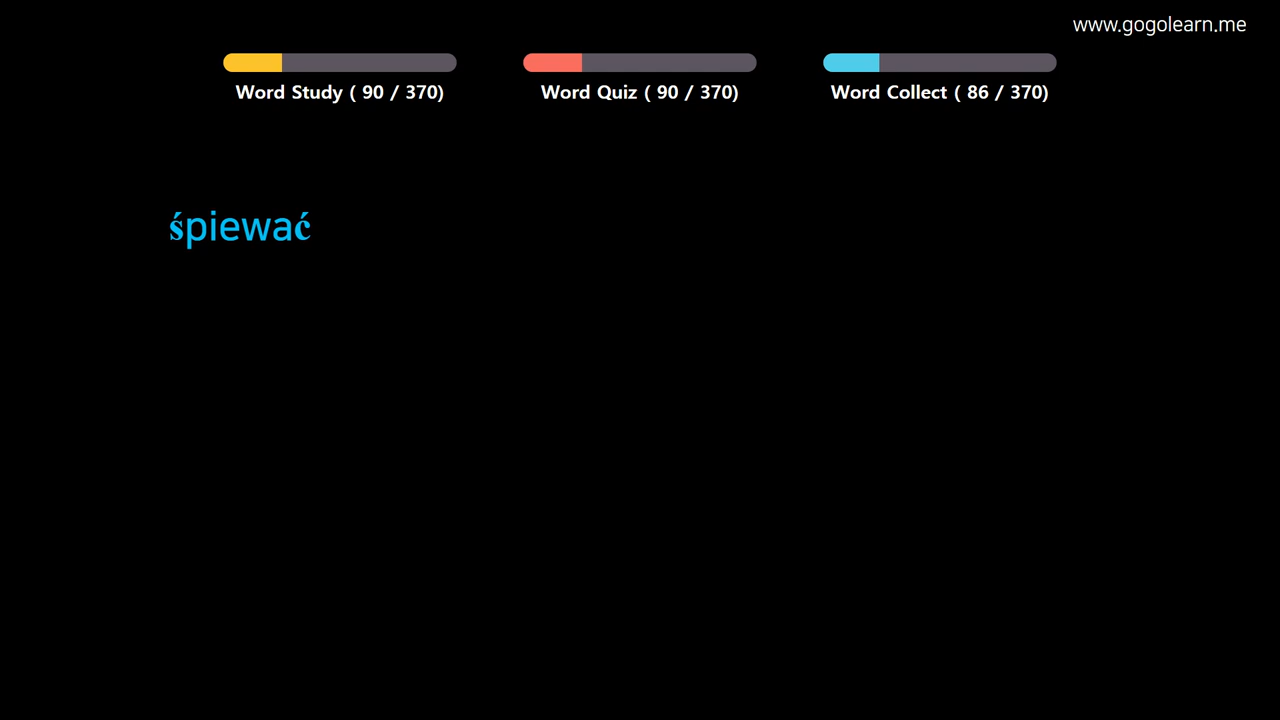 www.gogolearn.me
Word Study ( 90 / 370)
Word Quiz ( 90 / 370)
Word Collect ( 86 / 370)
śpiewać